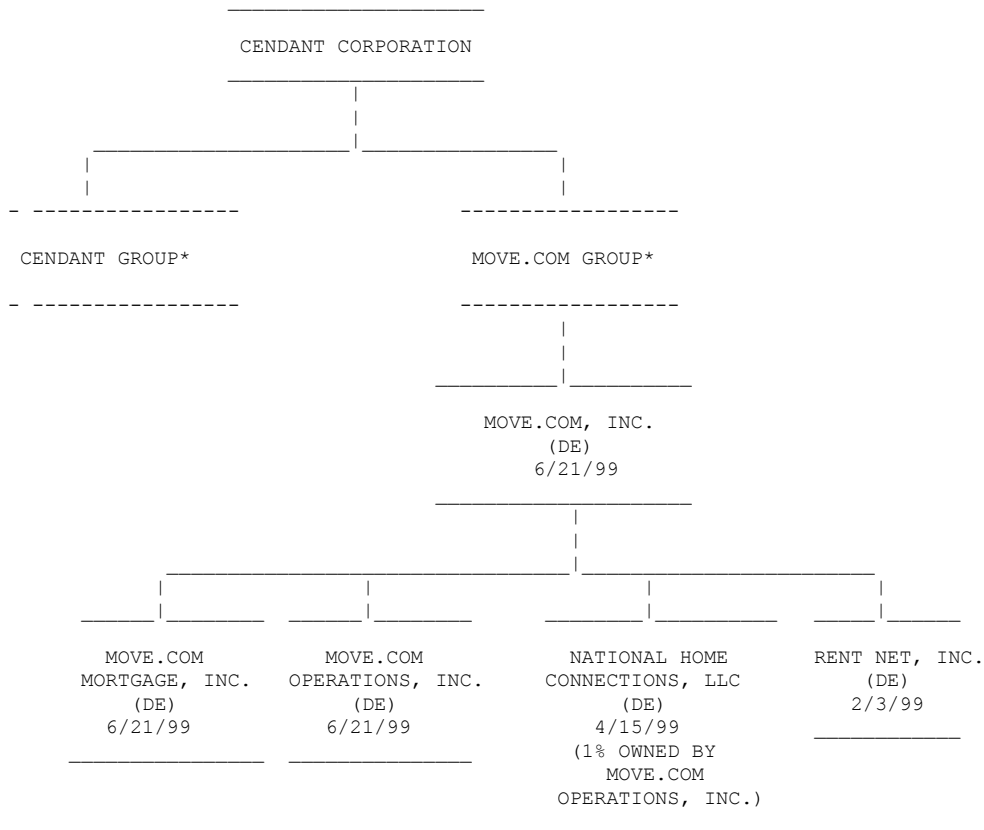 CENDANT CORPORATION
CENDANT GROUP*
MOVE.COM GROUP*
MOVE.COM, INC.
(DE)
6/21/99
MOVE.COM
MORTGAGE, INC.
(DE)
6/21/99
MOVE.COM
OPERATIONS, INC.
(DE)
6/21/99
NATIONAL HOME
CONNECTIONS, LLC
(DE)
4/15/99
(1% OWNED BY
MOVE.COM
OPERATIONS, INC.)
RENT NET, INC.
(DE)
2/3/99